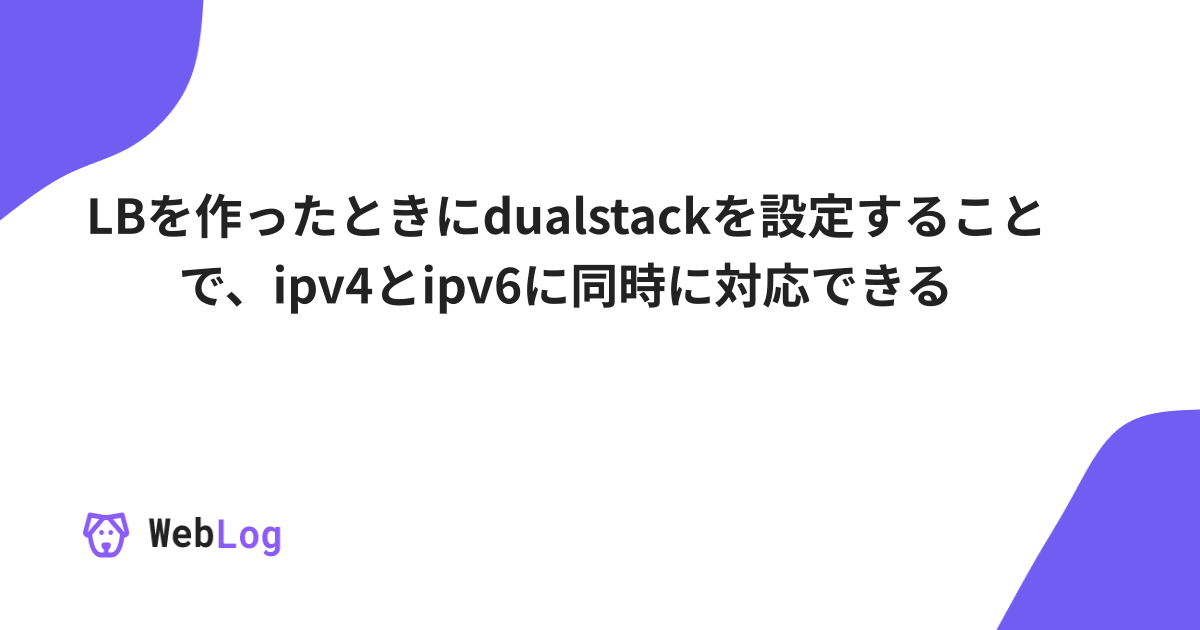 LBを作ったときにdualstackを設定すること
で、ipv4とipv6に同時に対応できる
WebLog